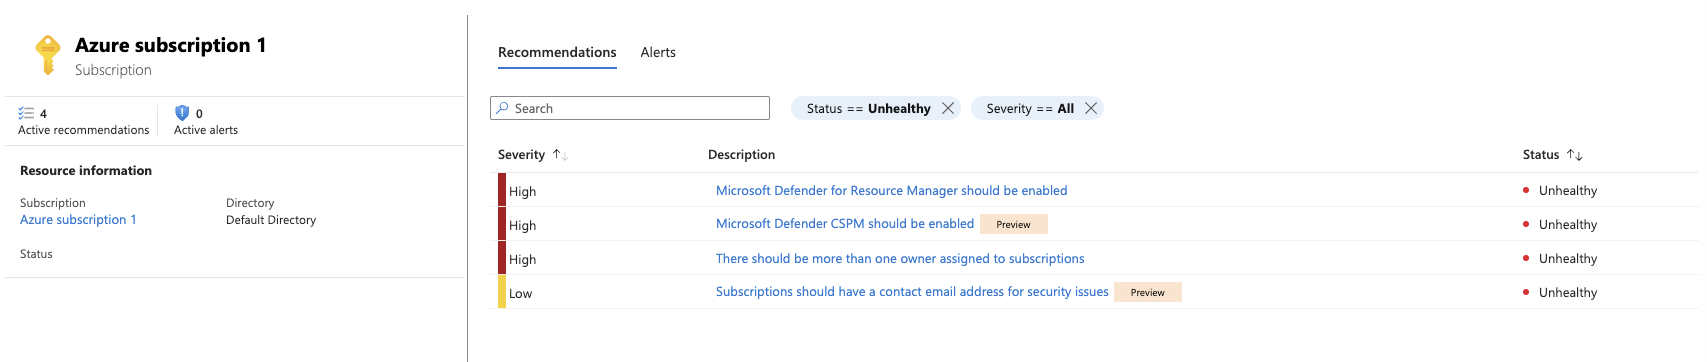 Azure subscription 1
Subscription
4
Active recommendations
0
Active alerts
Resource information
Subscription
Azure subscription 1
Directory
Default Directory
Status
Recommendations Alerts
Search
Status == Unhealthy
Severity == All
Severity Description Status
High Microsoft Defender for Resource Manager should be enabled Unhealthy
High Microsoft Defender CSPM should be enabled Preview Unhealthy
High There should be more than one owner assigned to subscriptions Unhealthy
Low Subscriptions should have a contact email address for security issues Preview Unhealthy